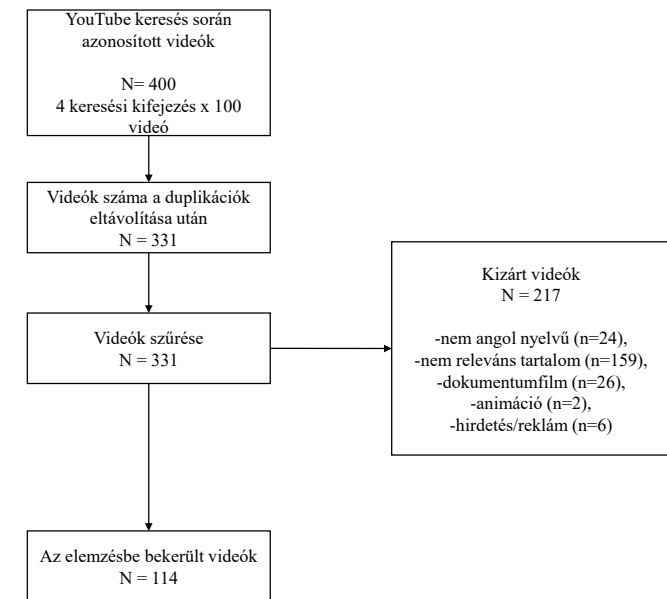 YouTube keresés során
azonosított videók
N= 400
4 keresési kifejezés x 100
videó
Videók száma a duplikációk
eltávolítása után
N = 331
Videók szűrése
N = 331
Kizárt videók
N = 217
-nem angol nyelvű (n=24),
-nem releváns tartalom (n=159),
-dokumentumfilm (n=26),
-animáció (n=2),
-hirdetés/reklám (n=6)
Az elemzésbe bekerült videók
N = 114